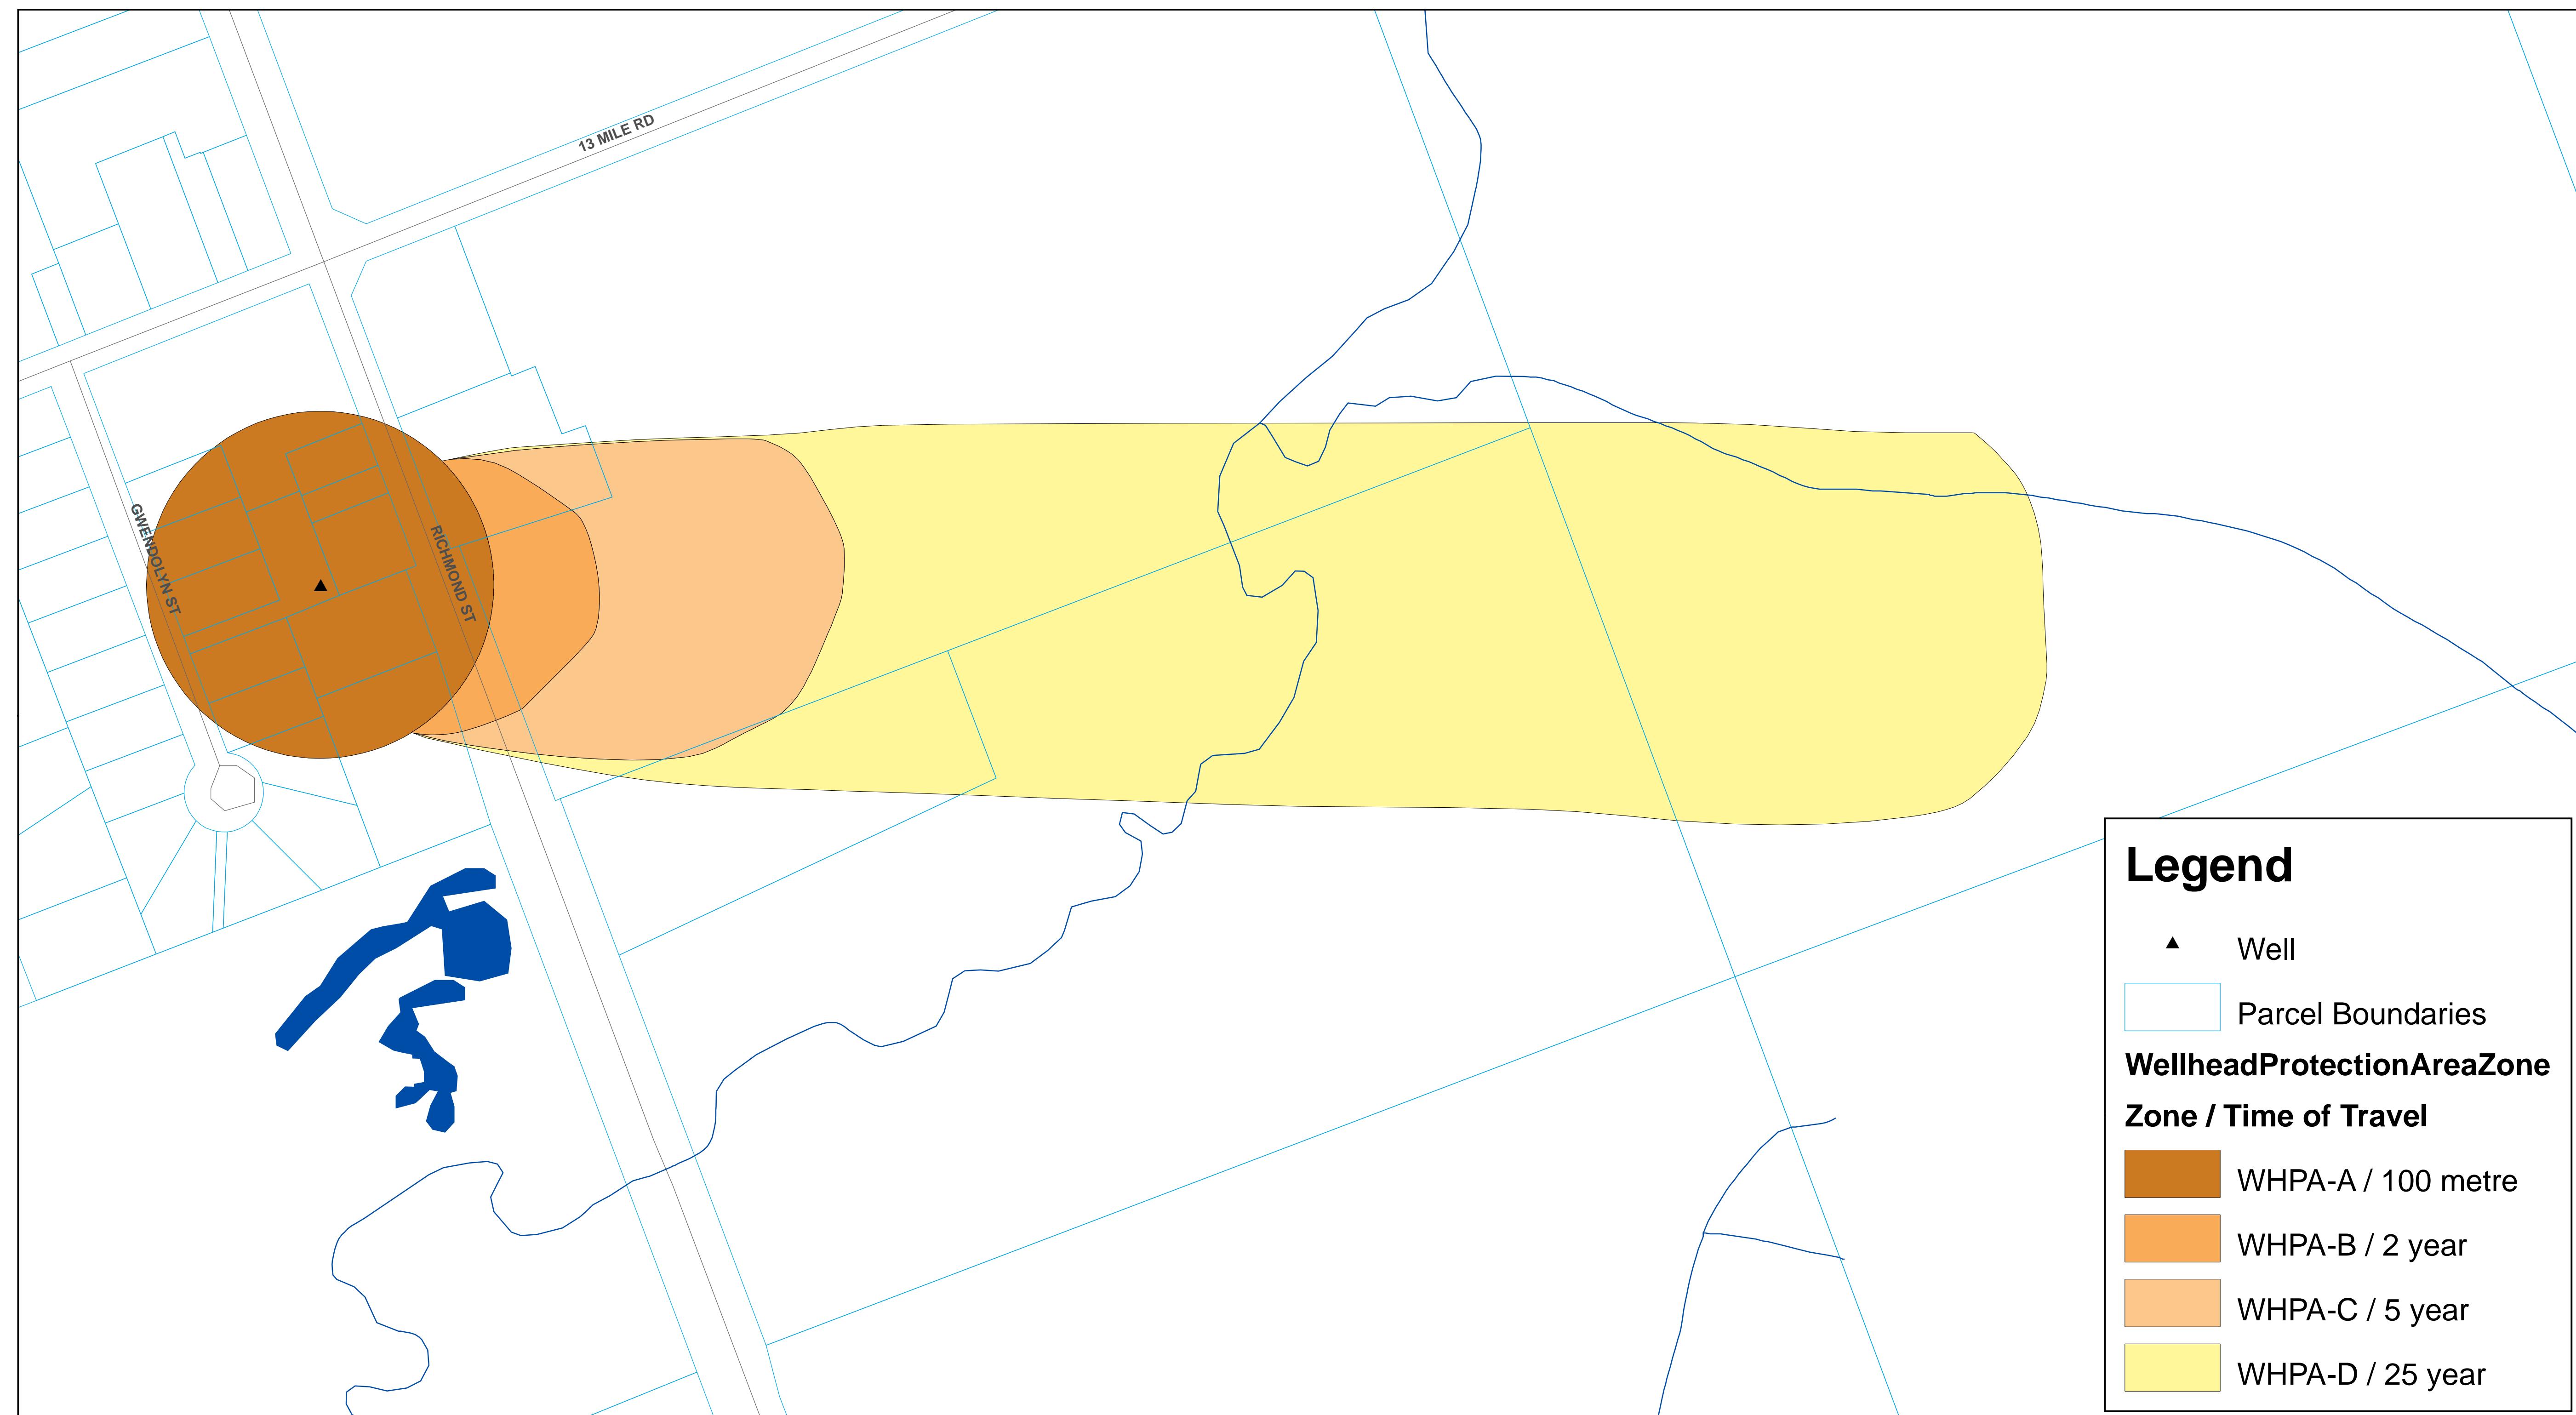 13 MILE RD
GWENDOLYN ST
RICHMOND ST
Legend
Well
Parcel Boundaries
WellheadProtectionAreaZone
Zone / Time of Travel
WHPA-A / 100 metre
WHPA-B / 2 year
WHPA-C / 5 year
WHPA-D / 25 year